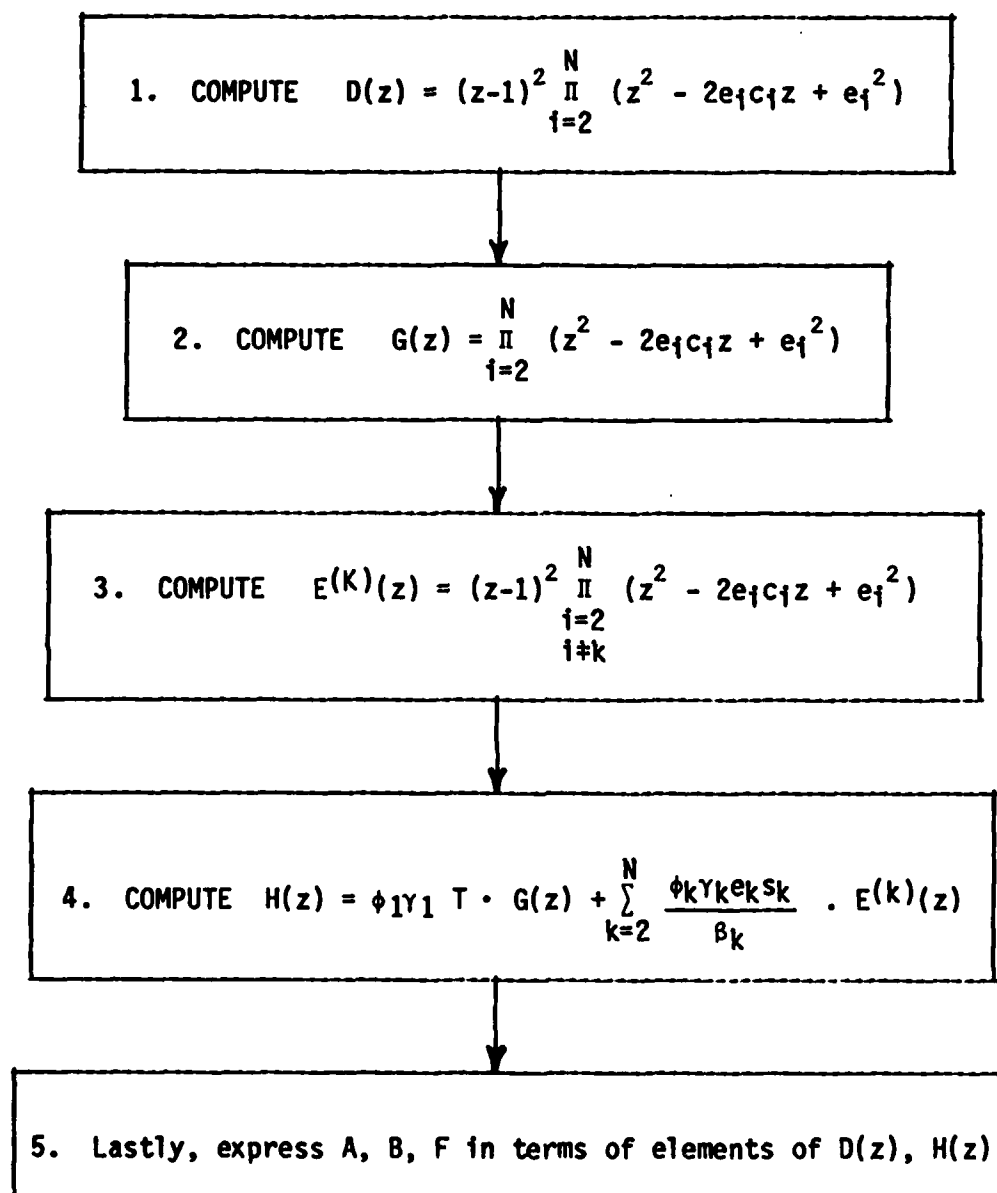 1. COMPUTE D(z) = (z-1)² N Π i=2 (z² - 2eᵢcᵢz + eᵢ²)
2. COMPUTE G(z) = N Π i=2 (z² - 2eᵢcᵢz + eᵢ²)
3. COMPUTE E⁽ᴷ⁾(z) = (z-1)² N Π i=2 i≠k (z² - 2eᵢcᵢz + eᵢ²)
4. COMPUTE H(z) = ϕ₁γ₁ T · G(z) + N Σ k=2 ϕₖγₖeₖsₖ / βₖ . E⁽ᵏ⁾(z)
5. Lastly, express A, B, F in terms of elements of D(z), H(z)